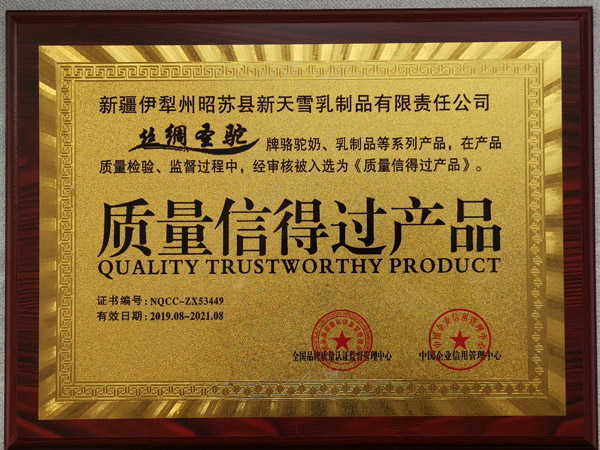 新疆伊犁州昭苏县新天雪乳制品有限责任公司
丝绸圣驼 牌骆驼奶、乳制品等系列产品，在产品
质量检验、监督过程中，经审核被入选为《质量信得过产品》。
质量信得过产品
QUALITY TRUSTWORTHY PRODUCT
证书编号：NQCC-ZX53449
有效日期：2019.08-2021.08
全国品牌质量认证监督管理中心
中国企业信用管理中心